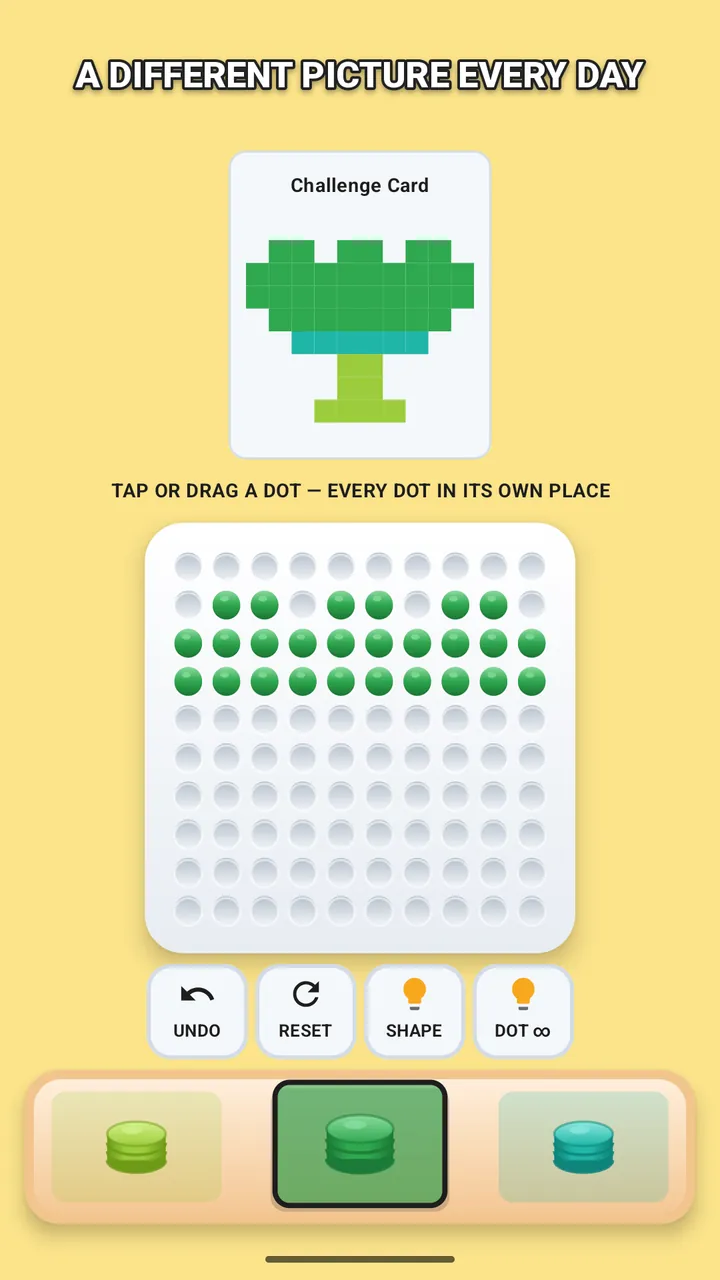 A DIFFERENT PICTURE EVERY DAY
Challenge Card
TAP OR DRAG A DOT — EVERY DOT IN ITS OWN PLACE
UNDO
RESET
SHAPE
DOT ∞